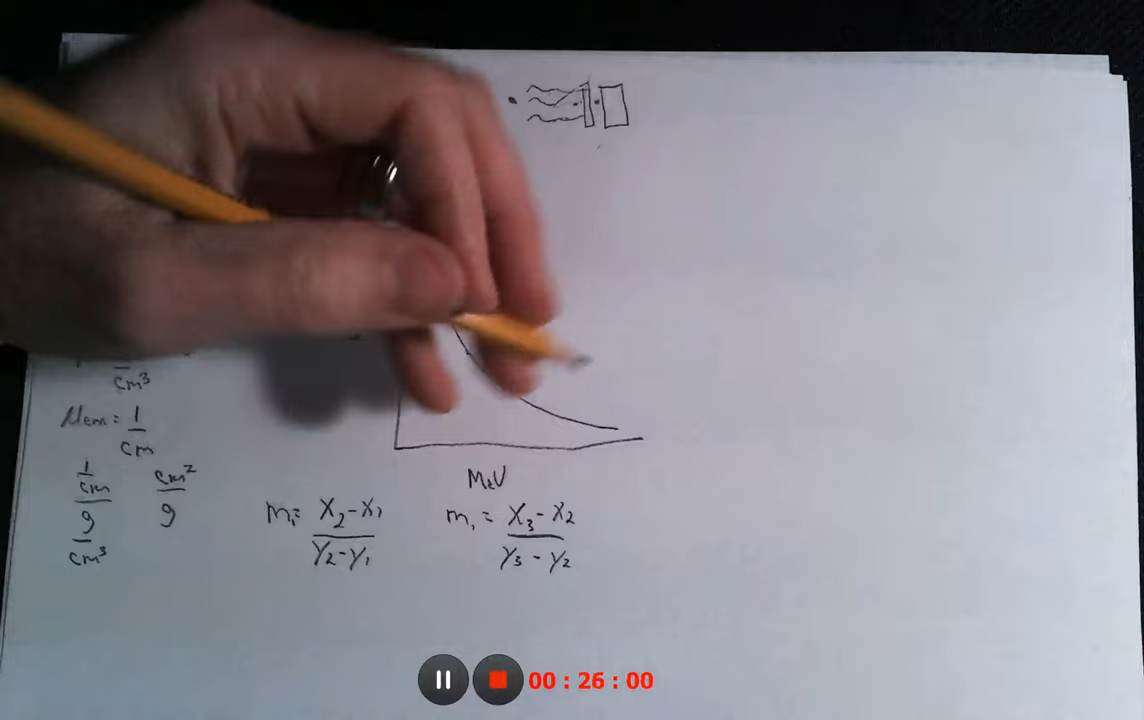 cm³
μem = 1/cm
1/cm / g/cm³ cm²/g
MeV
m₁ = X₂-X₁ / Y₂-Y₁ m₁ = X₃-X₂ / Y₃-Y₂
00 : 26 : 00